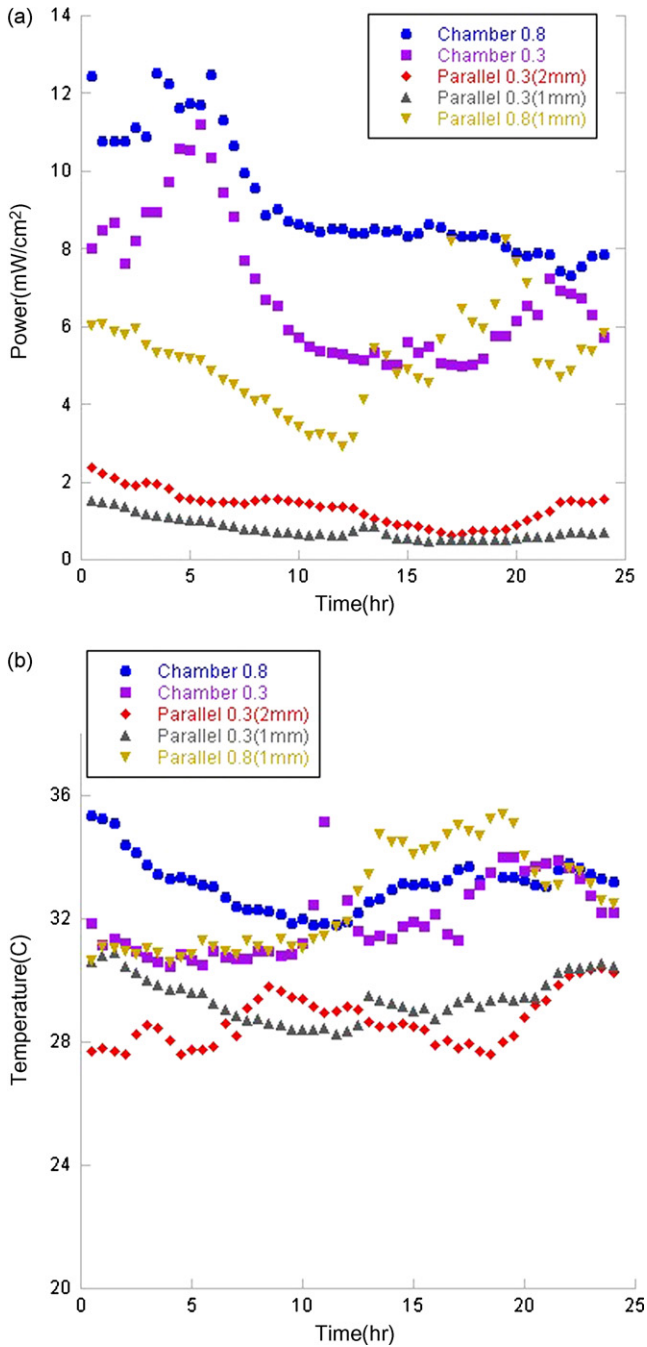 (a)
14
12
10
8
6
4
2
0
Power(mW/cm²)
Chamber 0.8
Chamber 0.3
Parallel 0.3(2mm)
Parallel 0.3(1mm)
Parallel 0.8(1mm)
0 5 10 15 20 25
Time(hr)
(b)
Chamber 0.8
Chamber 0.3
Parallel 0.3(2mm)
Parallel 0.3(1mm)
Parallel 0.8(1mm)
36
32
28
24
20
Temperature(C)
0 5 10 15 20 25
Time(hr)